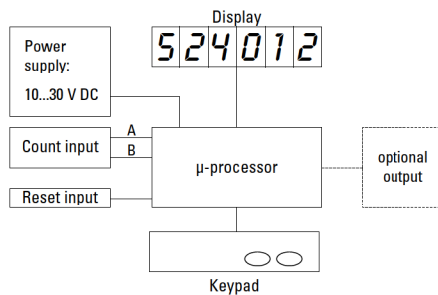 Display
524012
Power
supply:
10...30 V DC
A
Count input
B
µ-processor
optional
output
Reset input
Keypad